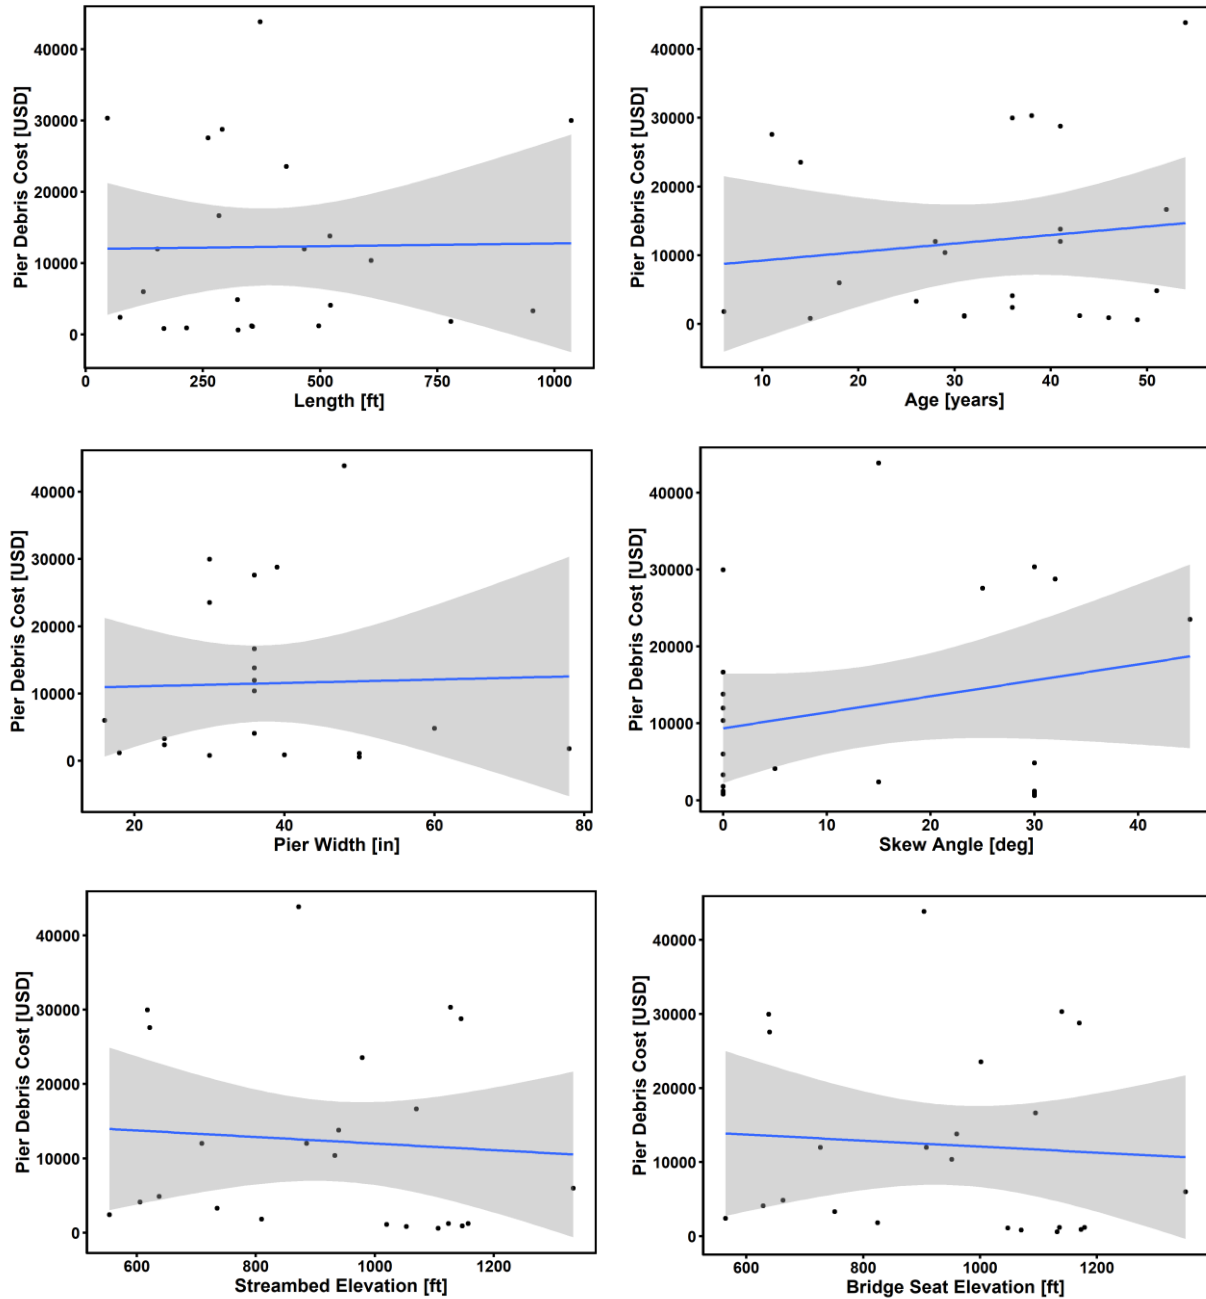 40000
30000
20000
10000
0
Pier Debris Cost [USD]
0 250 500 750 1000
Length [ft]
40000
30000
20000
10000
0
Pier Debris Cost [USD]
10 20 30 40 50
Age [years]
40000
30000
20000
10000
0
Pier Debris Cost [USD]
20 40 60 80
Pier Width [in]
40000
30000
20000
10000
0
Pier Debris Cost [USD]
0 10 20 30 40
Skew Angle [deg]
40000
30000
20000
10000
0
Pier Debris Cost [USD]
600 800 1000 1200
Streambed Elevation [ft]
40000
30000
20000
10000
0
Pier Debris Cost [USD]
600 800 1000 1200
Bridge Seat Elevation [ft]